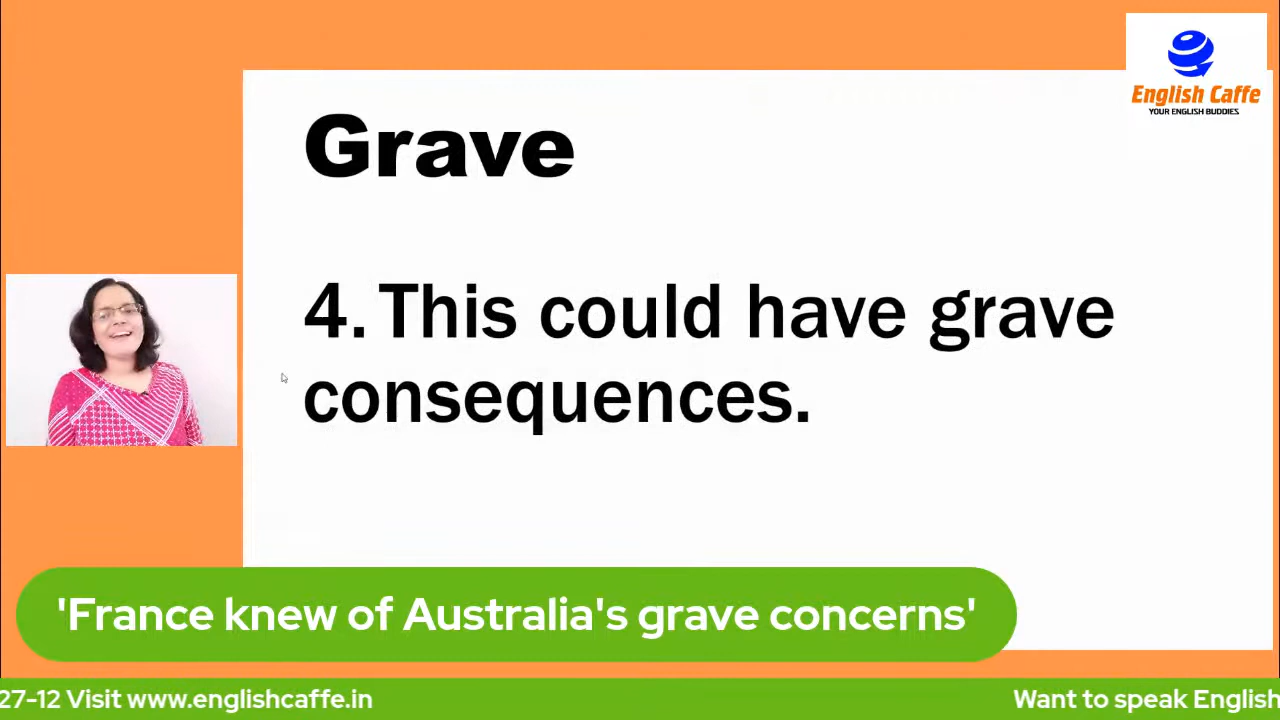 English Caffe
YOUR ENGLISH BUDDIES
Grave
4. This could have grave
consequences.
'France knew of Australia's grave concerns'
27-12 Visit www.englishcaffe.in
Want to speak English